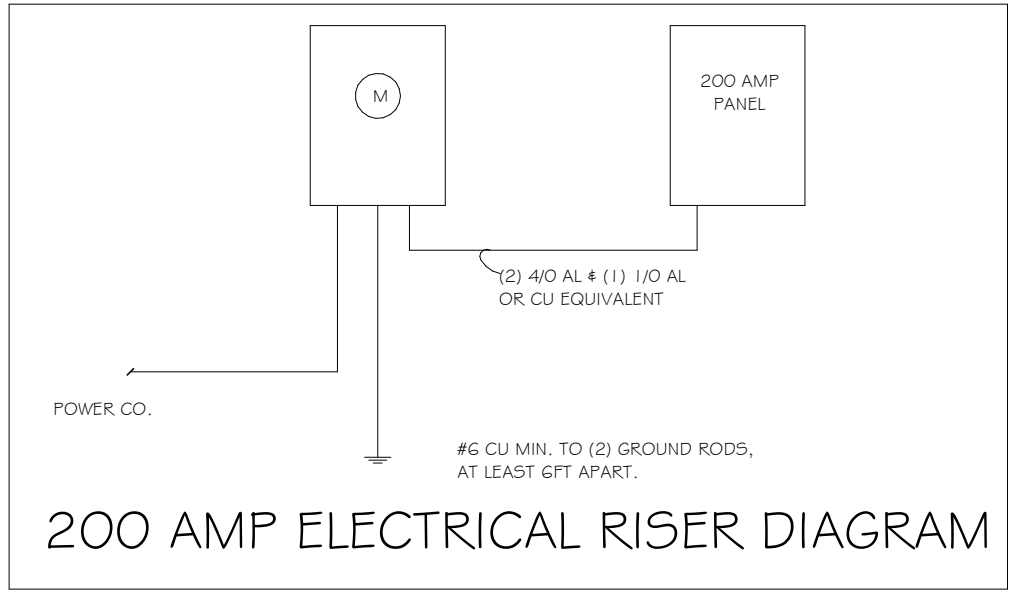 M
200 AMP
PANEL
(2) 4/0 AL & (1) 1/0 AL
OR CU EQUIVALENT
POWER CO.
#6 CU MIN. TO (2) GROUND RODS,
AT LEAST 6FT APART.
200 AMP ELECTRICAL RISER DIAGRAM